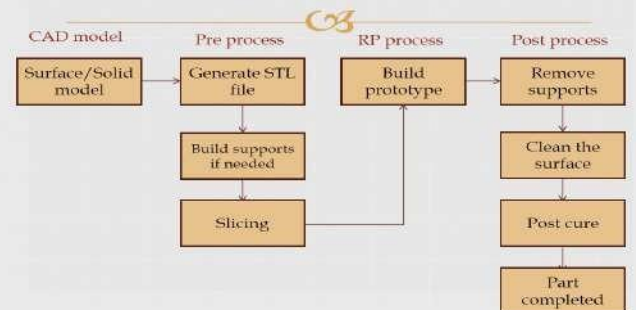 CAD model
Pre process
RP process
Post process
Surface/Solid
model
Generate STL
file
Build
prototype
Remove
supports
Build supports
if needed
Clean the
surface
Slicing
Post cure
Part
completed